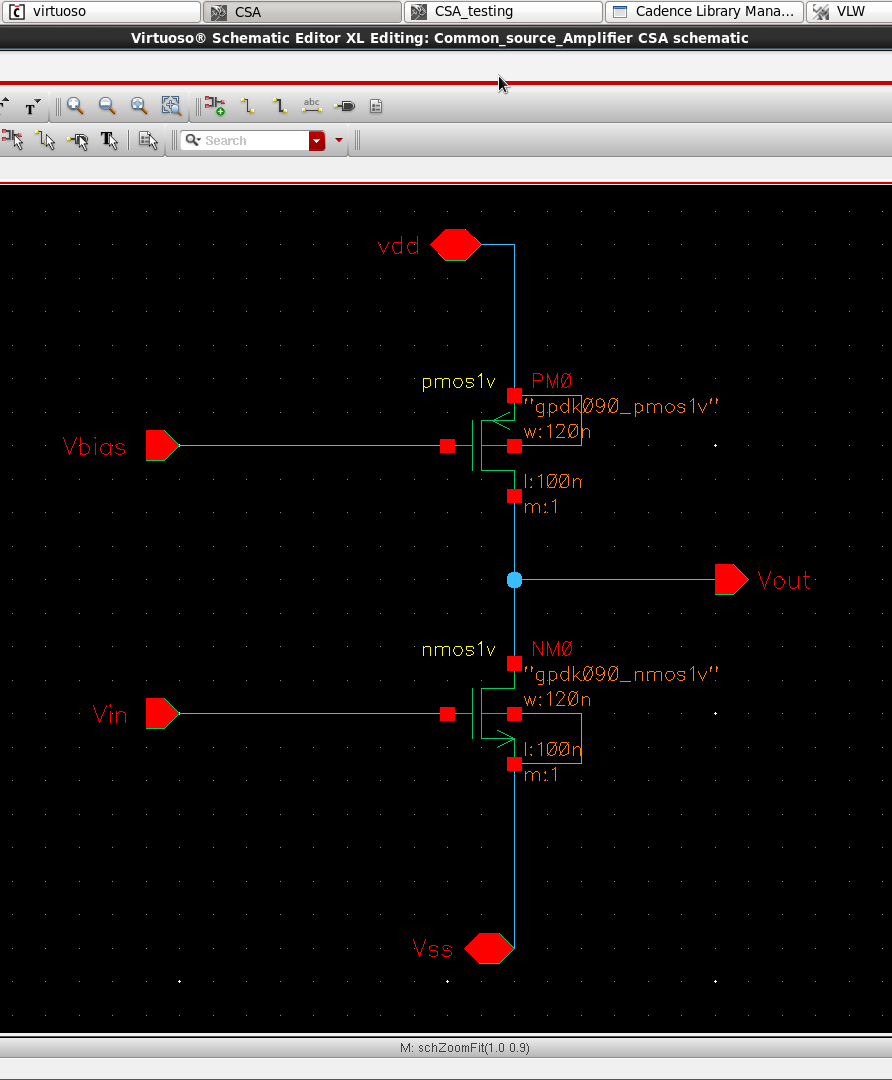 virtuoso
CSA
CSA_testing
Cadence Library Mana...
VLW
Virtuoso® Schematic Editor XL Editing: Common_source_Amplifier CSA schematic
abc
Search
vdd
pmos1v
PM0
"gpdk090_pmos1v"
w:120n
Vbias
l:100n
m:1
Vout
nmos1v
NM0
"gpdk090_nmos1v"
w:120n
Vin
l:100n
m:1
Vss
M: schZoomFit(1.0 0.9)